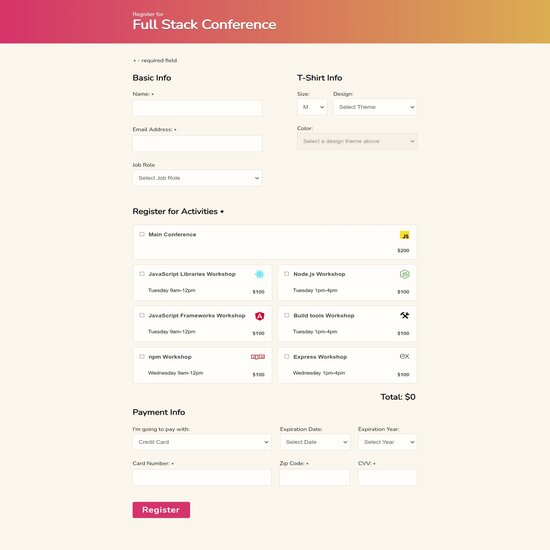 Register for
Full Stack Conference
* - required field
Basic Info
Name: *
Email Address: *
Job Role
Select Job Role
T-Shirt Info
Size:
Design:
M
Select Theme
Color:
Select a design theme above
Register for Activities *
Main Conference
JS
$200
JavaScript Libraries Workshop
Tuesday 9am-12pm
$100
Node.js Workshop
Tuesday 1pm-4pm
$100
JavaScript Frameworks Workshop
A
Tuesday 9am-12pm
$100
Build tools Workshop
Tuesday 1pm-4pm
$100
npm Workshop
npm
Wednesday 9am-12pm
$100
Express Workshop
ex
Wednesday 1pm-4pm
$100
Total: $0
Payment Info
I'm going to pay with:
Expiration Date:
Expiration Year:
Credit Card
Select Date
Select Year
Card Number: *
Zip Code: *
CVV: *
Register